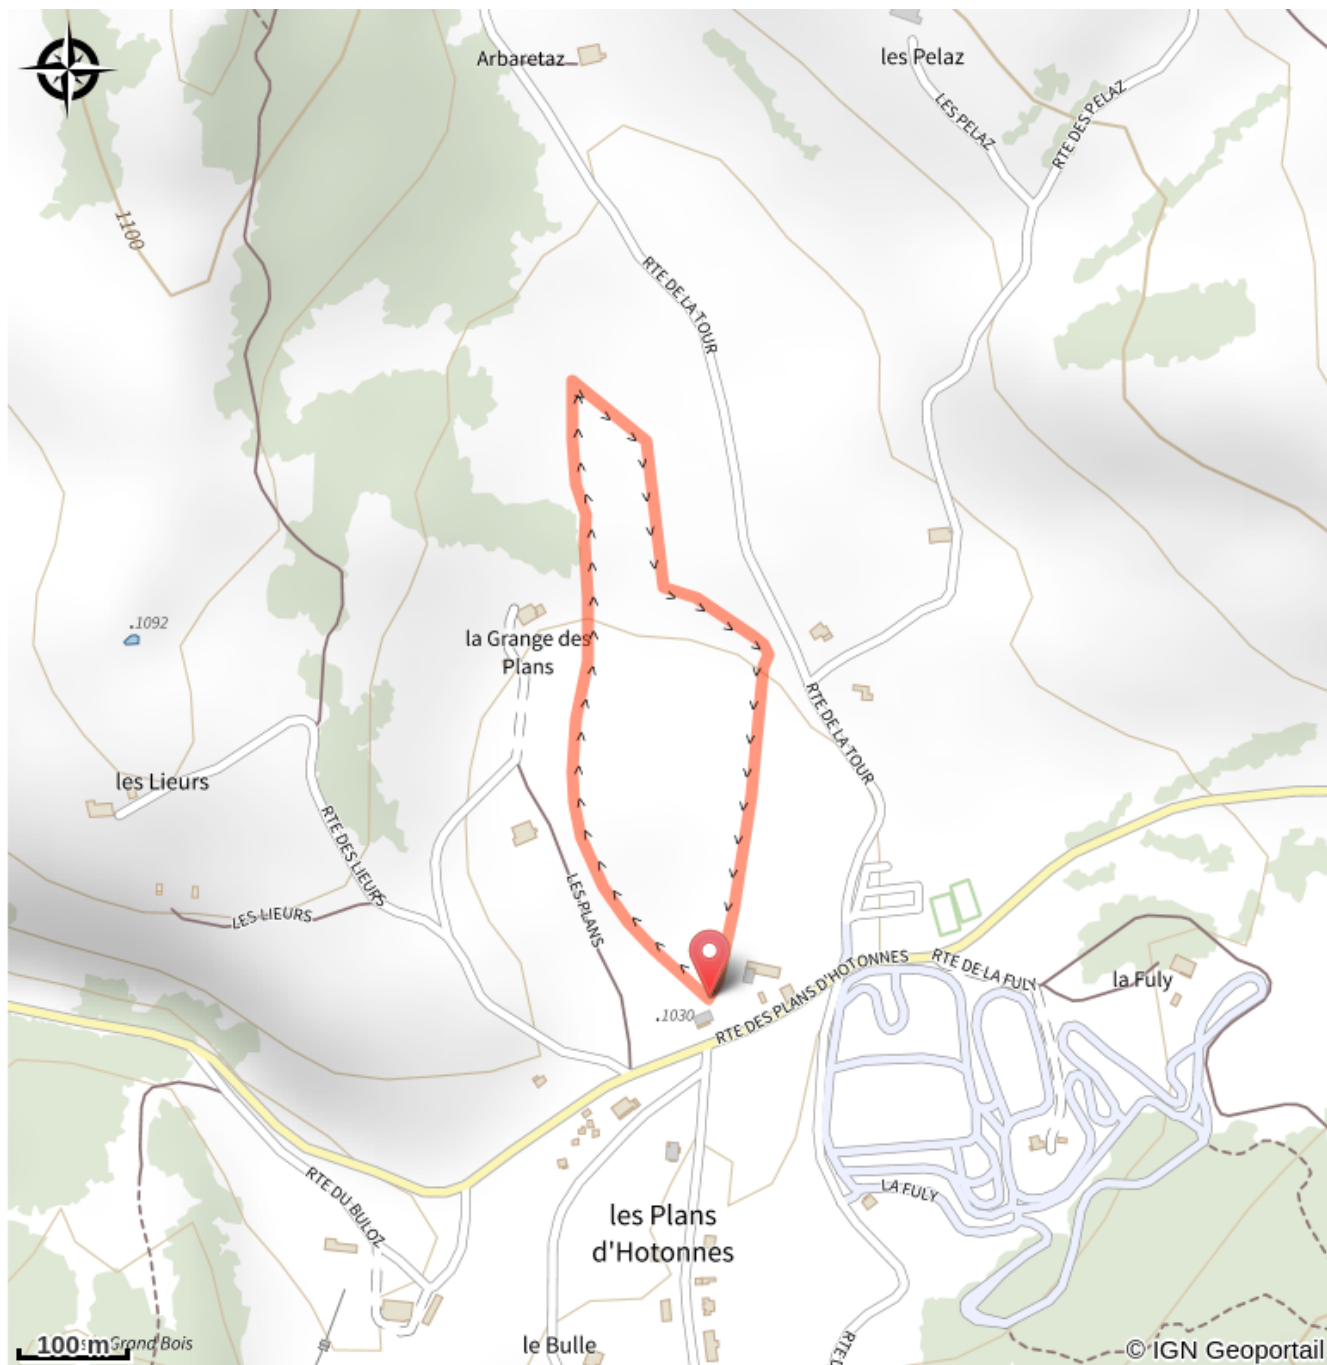 Arbaretaz
les Pelaz
LES PELAZ
RTE DES PELAZ
1100
RTE DE LA TOUR
.1092
la Grange des
Plans
RTE DE LA TOUR
les Lieurs
RTE DES LIEURS
LES LIEURS
LES PLANS
RTE DES PLANS D'HOTONNES
RTE DE LA FULY
la Fuly
.1030
RTE DU BULOZ
LA FULY
les Plans
d'Hotonnes
le Bulle
100 m
Grand Bois
© IGN Geoportail